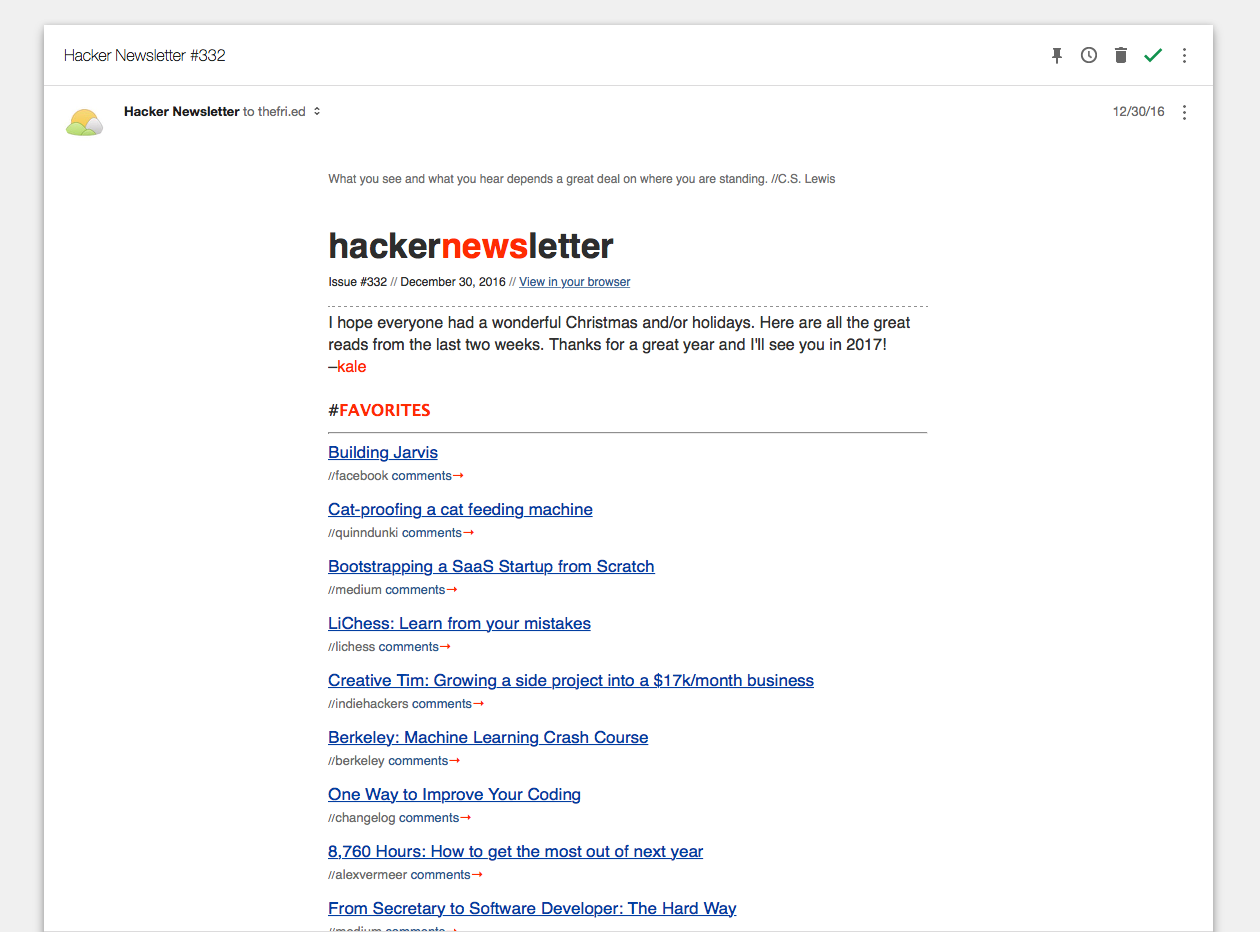 Hacker Newsletter #332
Hacker Newsletter to thefri.ed
12/30/16
What you see and what you hear depends a great deal on where you are standing. //C.S. Lewis
hackernewsletter
Issue #332 // December 30, 2016 // View in your browser
I hope everyone had a wonderful Christmas and/or holidays. Here are all the great
reads from the last two weeks. Thanks for a great year and I'll see you in 2017!
–kale
#FAVORITES
Building Jarvis
//facebook comments→
Cat-proofing a cat feeding machine
//quinndunki comments→
Bootstrapping a SaaS Startup from Scratch
//medium comments→
LiChess: Learn from your mistakes
//lichess comments→
Creative Tim: Growing a side project into a $17k/month business
//indiehackers comments→
Berkeley: Machine Learning Crash Course
//berkeley comments→
One Way to Improve Your Coding
//changelog comments→
8,760 Hours: How to get the most out of next year
//alexvermeer comments→
From Secretary to Software Developer: The Hard Way
//medium comments→